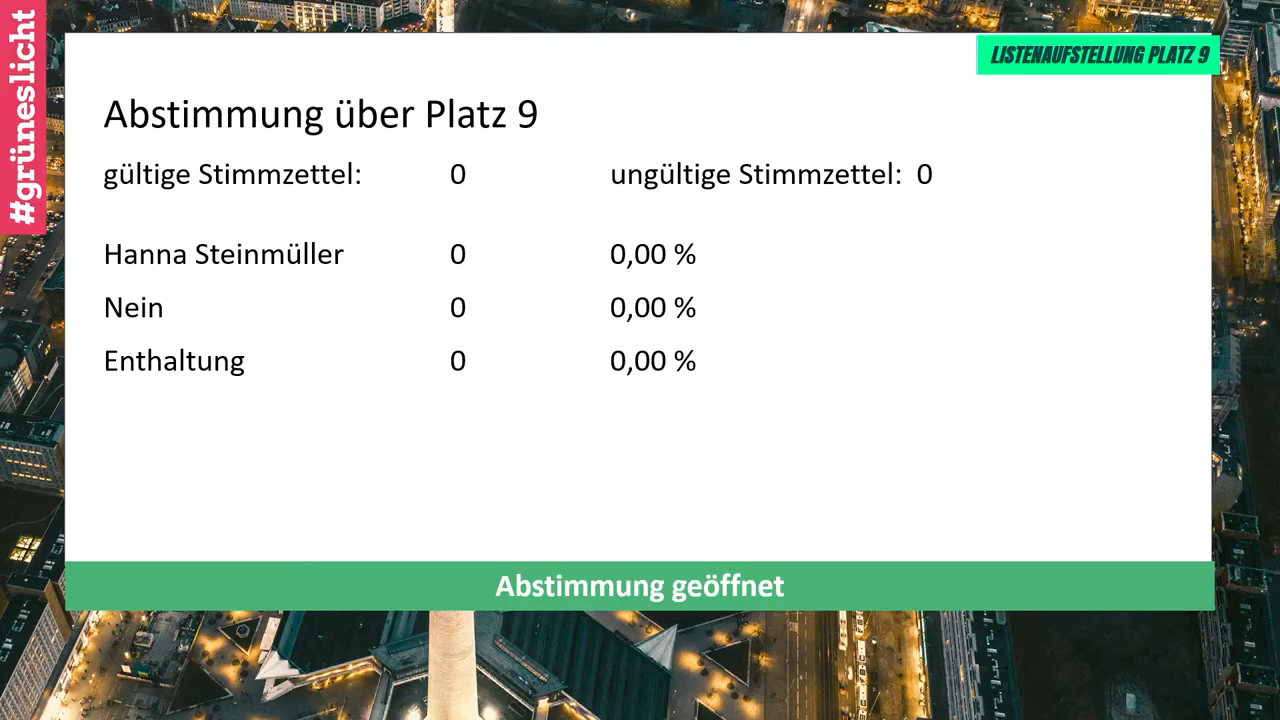 #grüneslicht
LISTENAUFSTELLUNG PLATZ 9
Abstimmung über Platz 9
gültige Stimmzettel: 0 ungültige Stimmzettel: 0
Hanna Steinmüller 0 0,00 %
Nein 0 0,00 %
Enthaltung 0 0,00 %
Abstimmung geöffnet